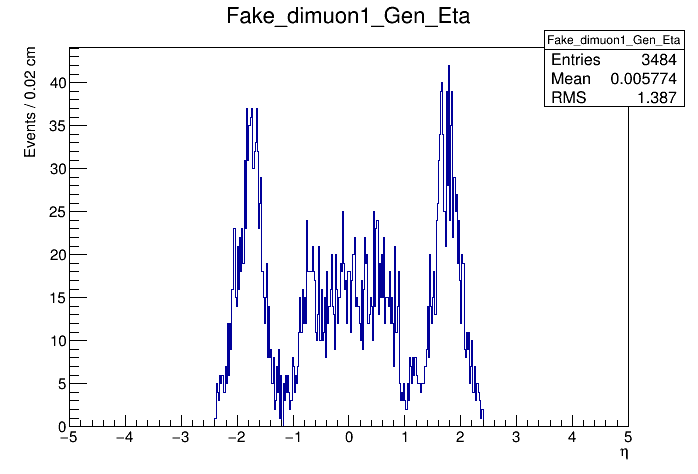 Fake_dimuon1_Gen_Eta
Fake_dimuon1_Gen_Eta
Entries 3484
Mean 0.005774
RMS 1.387
Events / 0.02 cm
40
35
30
25
20
15
10
5
0
−5 −4 −3 −2 −1 0 1 2 3 4 5
η